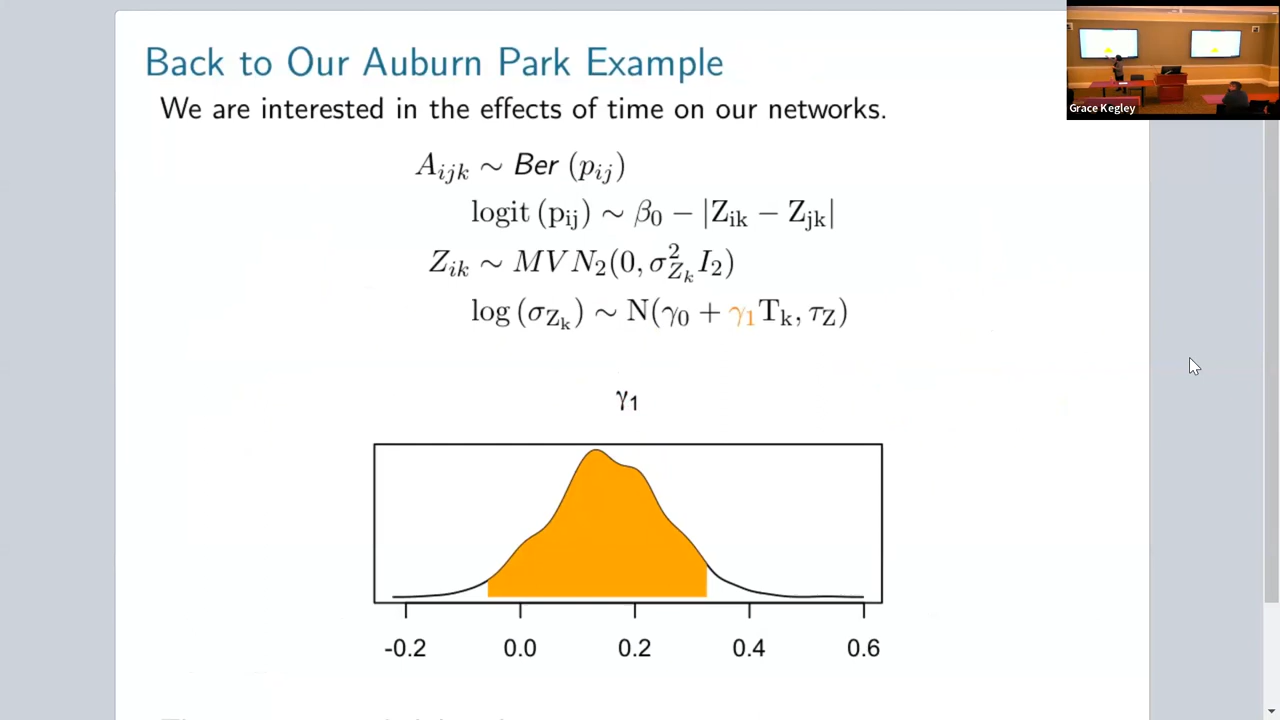 Back to Our Auburn Park Example
We are interested in the effects of time on our networks.
A_{ijk} ∼ Ber (p_{ij})
logit (p_{ij}) ∼ β_0 − |Z_{ik} − Z_{jk}|
Z_{ik} ∼ MVN_2(0, σ²_{Z_k} I_2)
log (σ_{Z_k}) ∼ N(γ_0 + γ_1T_k, τ_Z)
γ_1
-0.2 0.0 0.2 0.4 0.6
Grace Kegley